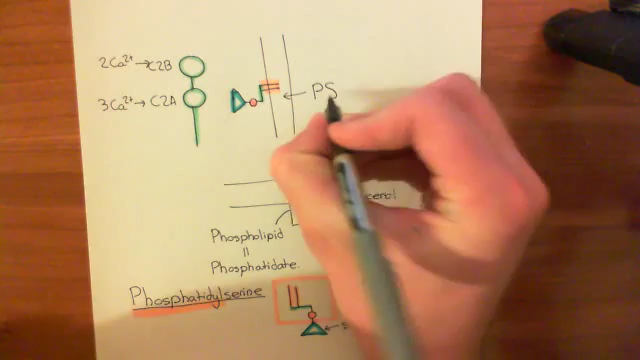 2Ca²⁺→C2B
3Ca²⁺→C2A
PS
Phospholipid
=
Phosphatidate.
Phosphatidylserine